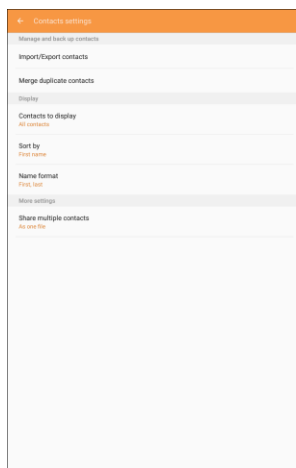 Contacts settings
Manage and back up contacts
Import/Export contacts
Merge duplicate contacts
Display
Contacts to display
All contacts
Sort by
First name
Name format
First, last
More settings
Share multiple contacts
As one file